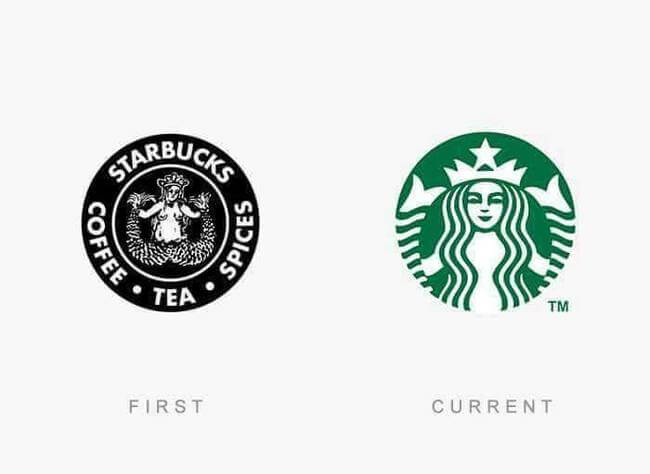 STARBUCKS
COFFEE • TEA • SPICES
TM
FIRST
CURRENT